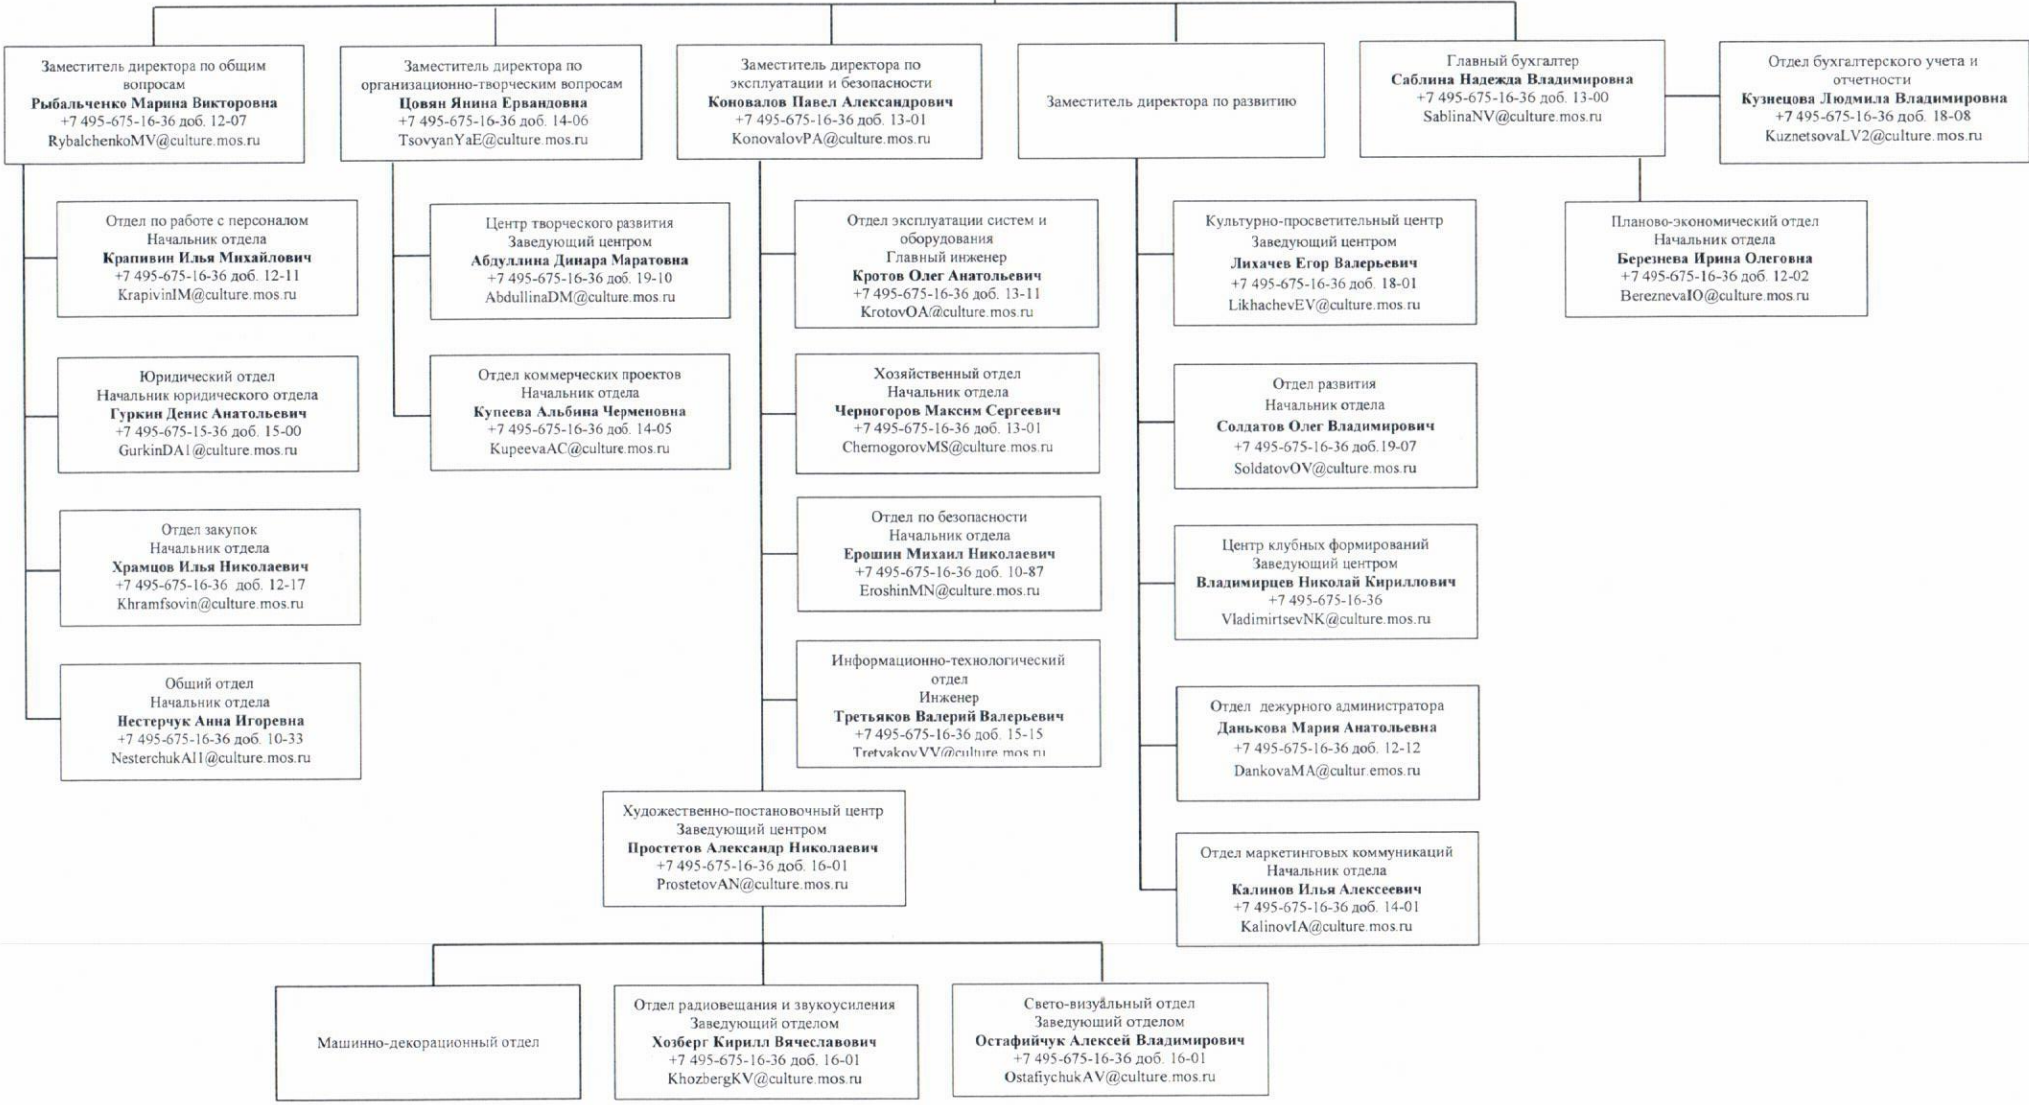 Заместитель директора по общим
вопросам
Рыбальченко Марина Викторовна
+7 495-675-16-36 доб. 12-07
RybalchenkoMV@culture.mos.ru
Заместитель директора по
организационно-творческим вопросам
Цовян Янина Ервандовна
+7 495-675-16-36 доб. 14-06
TsovyanYaE@culture.mos.ru
Заместитель директора по
эксплуатации и безопасности
Коновалов Павел Александрович
+7 495-675-16-36 доб. 13-01
KonovalovPA@culture.mos.ru
Заместитель директора по развитию
Главный бухгалтер
Саблина Надежда Владимировна
+7 495-675-16-36 доб. 13-00
SablinaNV@culture.mos.ru
Отдел бухгалтерского учета и
отчетности
Кузнецова Людмила Владимировна
+7 495-675-16-36 доб. 18-08
KuznetsovaLV2@culture.mos.ru
Отдел по работе с персоналом
Начальник отдела
Крапивин Илья Михайлович
+7 495-675-16-36 доб. 12-11
KrapivinIM@culture.mos.ru
Юридический отдел
Начальник юридического отдела
Гуркин Денис Анатольевич
+7 495-675-15-36 доб. 15-00
GurkinDA1@culture.mos.ru
Отдел закупок
Начальник отдела
Храмцов Илья Николаевич
+7 495-675-16-36 доб. 12-17
Khramfsovin@culture.mos.ru
Общий отдел
Начальник отдела
Нестерчук Анна Игоревна
+7 495-675-16-36 доб. 10-33
NesterchukAI1@culture.mos.ru
Центр творческого развития
Заведующий центром
Абдуллина Динара Маратовна
+7 495-675-16-36 доб. 19-10
AbdullinaDM@culture.mos.ru
Отдел коммерческих проектов
Начальник отдела
Купеева Альбина Черменовна
+7 495-675-16-36 доб. 14-05
KupeevaAC@culture.mos.ru
Отдел эксплуатации систем и
оборудования
Главный инженер
Кротов Олег Анатольевич
+7 495-675-16-36 доб. 13-11
KrotovOA@culture.mos.ru
Хозяйственный отдел
Начальник отдела
Черногоров Максим Сергеевич
+7 495-675-16-36 доб. 13-01
ChernogorovMS@culture.mos.ru
Отдел по безопасности
Начальник отдела
Ерошин Михаил Николаевич
+7 495-675-16-36 доб. 10-87
EroshinMN@culture.mos.ru
Информационно-технологический
отдел
Инженер
Третьяков Валерий Валерьевич
+7 495-675-16-36 доб. 15-15
TretyakovVV@culture.mos.ru
Культурно-просветительный центр
Заведующий центром
Лихачев Егор Валерьевич
+7 495-675-16-36 доб. 18-01
LikhachevEV@culture.mos.ru
Отдел развития
Начальник отдела
Солдатов Олег Владимирович
+7 495-675-16-36 доб.19-07
SoldatovOV@culture.mos.ru
Центр клубных формирований
Заведующий центром
Владимирцев Николай Кириллович
+7 495-675-16-36
VladimirtsevNK@culture.mos.ru
Отдел дежурного администратора
Данькова Мария Анатольевна
+7 495-675-16-36 доб. 12-12
DankovaMA@cultur.emos.ru
Отдел маркетинговых коммуникаций
Начальник отдела
Калинов Илья Алексеевич
+7 495-675-16-36 доб. 14-01
KalinovIA@culture.mos.ru
Планово-экономический отдел
Начальник отдела
Березнева Ирина Олеговна
+7 495-675-16-36 доб. 12-02
BereznevaIO@culture.mos.ru
Художественно-постановочный центр
Заведующий центром
Простетов Александр Николаевич
+7 495-675-16-36 доб. 16-01
ProstetovAN@culture.mos.ru
Машинно-декорационный отдел
Отдел радиовещания и звукоусиления
Заведующий отделом
Хозберг Кирилл Вячеславович
+7 495-675-16-36 доб. 16-01
KhozbergKV@culture.mos.ru
Свето-визуальный отдел
Заведующий отделом
Остафийчук Алексей Владимирович
+7 495-675-16-36 доб. 16-01
OstafiychukAV@culture.mos.ru